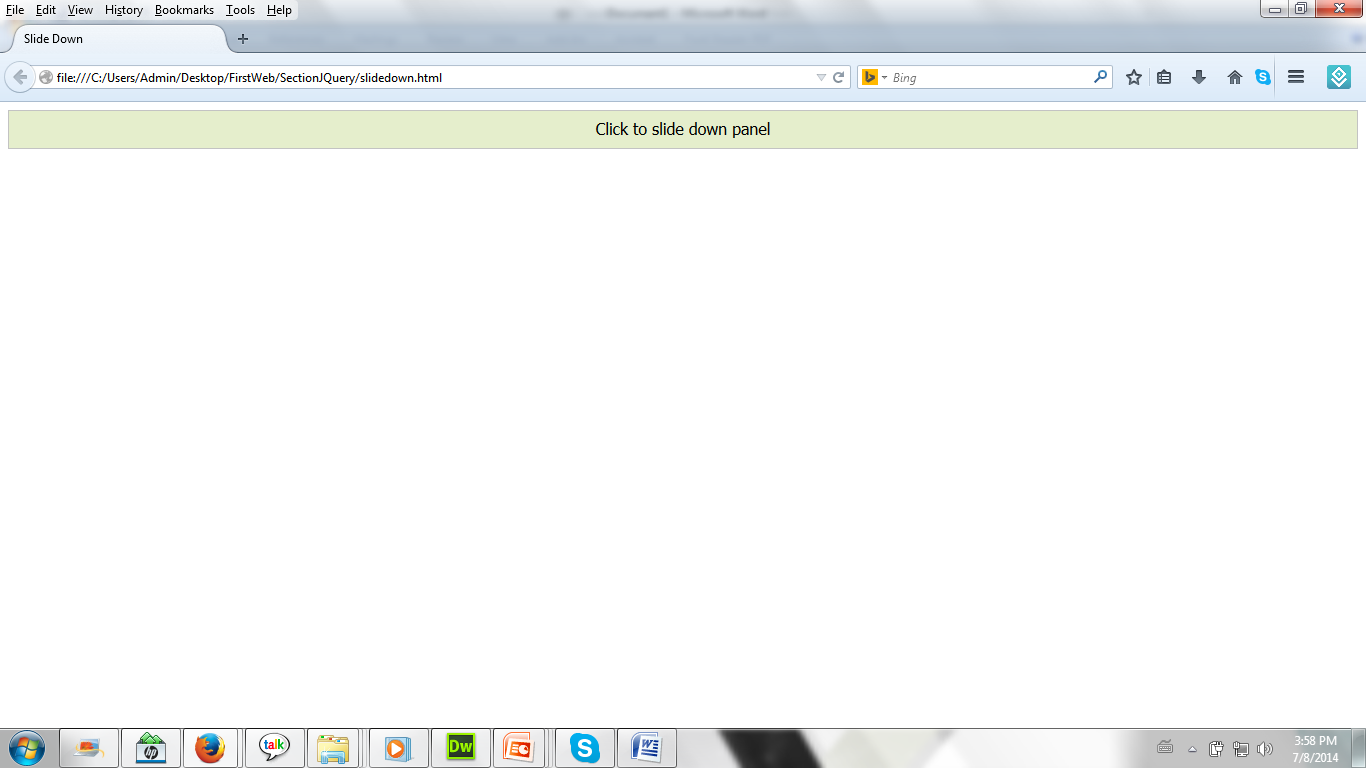 File Edit View History Bookmarks Tools Help
Slide Down
file:///C:/Users/Admin/Desktop/FirstWeb/SectionJQuery/slidedown.html
Bing
Click to slide down panel
hp
talk
Dw
3:58 PM
7/8/2014